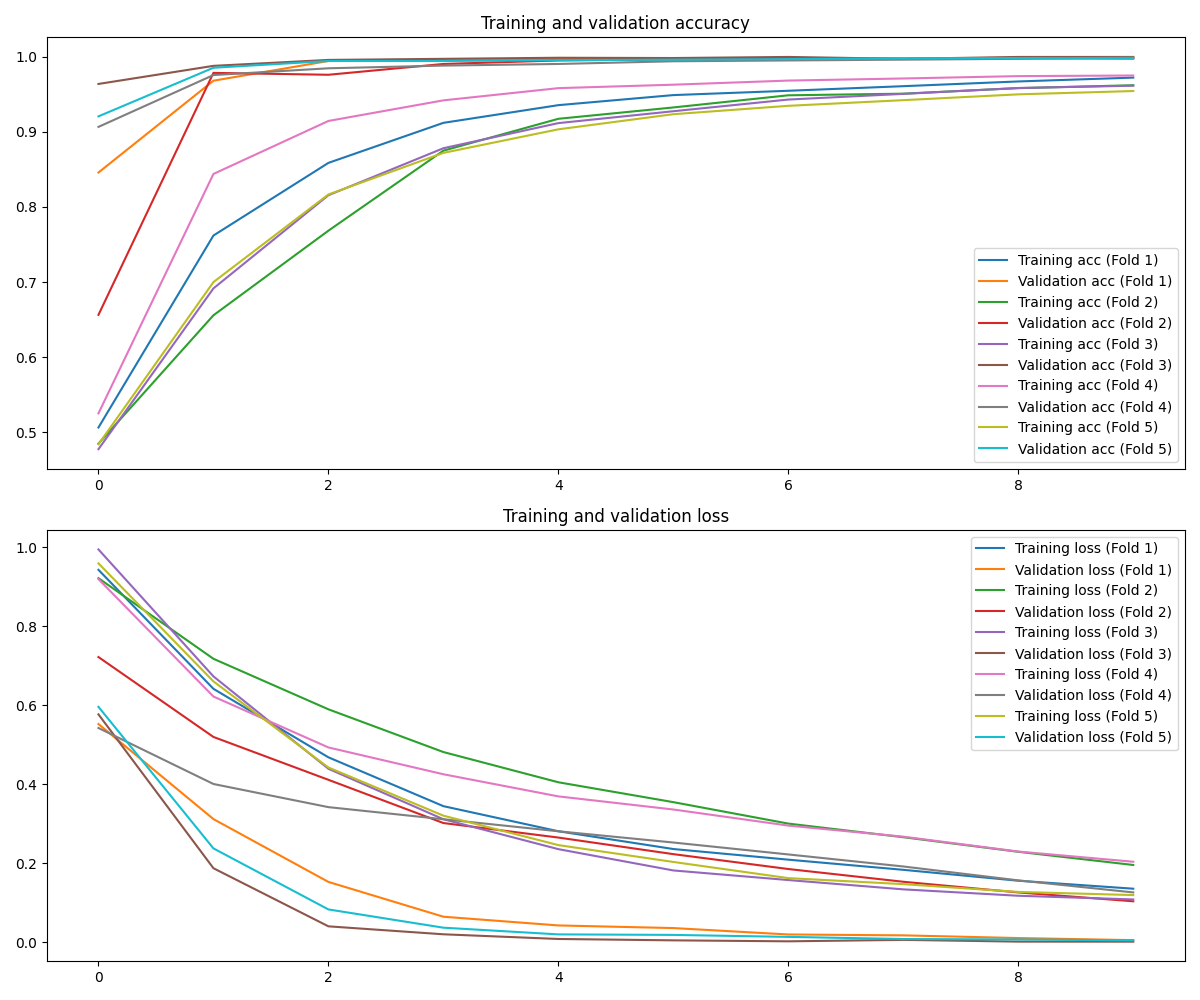 Training and validation accuracy
1.0
0.9
0.8
0.7
0.6
0.5
Training acc (Fold 1)
Validation acc (Fold 1)
Training acc (Fold 2)
Validation acc (Fold 2)
Training acc (Fold 3)
Validation acc (Fold 3)
Training acc (Fold 4)
Validation acc (Fold 4)
Training acc (Fold 5)
Validation acc (Fold 5)
0 2 4 6 8
Training and validation loss
1.0
0.8
0.6
0.4
0.2
0.0
Training loss (Fold 1)
Validation loss (Fold 1)
Training loss (Fold 2)
Validation loss (Fold 2)
Training loss (Fold 3)
Validation loss (Fold 3)
Training loss (Fold 4)
Validation loss (Fold 4)
Training loss (Fold 5)
Validation loss (Fold 5)
0 2 4 6 8